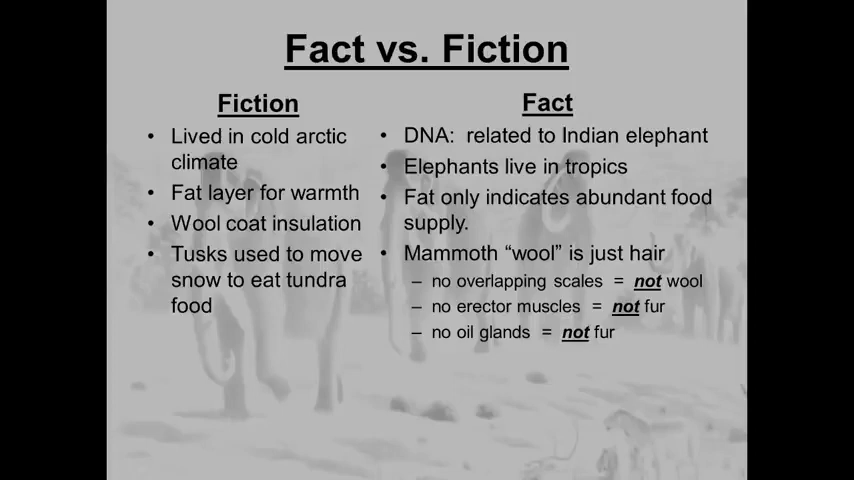 Fact vs. Fiction
Fiction
• Lived in cold arctic
climate
• Fat layer for warmth
• Wool coat insulation
• Tusks used to move
snow to eat tundra
food
Fact
• DNA: related to Indian elephant
• Elephants live in tropics
• Fat only indicates abundant food
supply.
• Mammoth “wool” is just hair
– no overlapping scales = not wool
– no erector muscles = not fur
– no oil glands = not fur